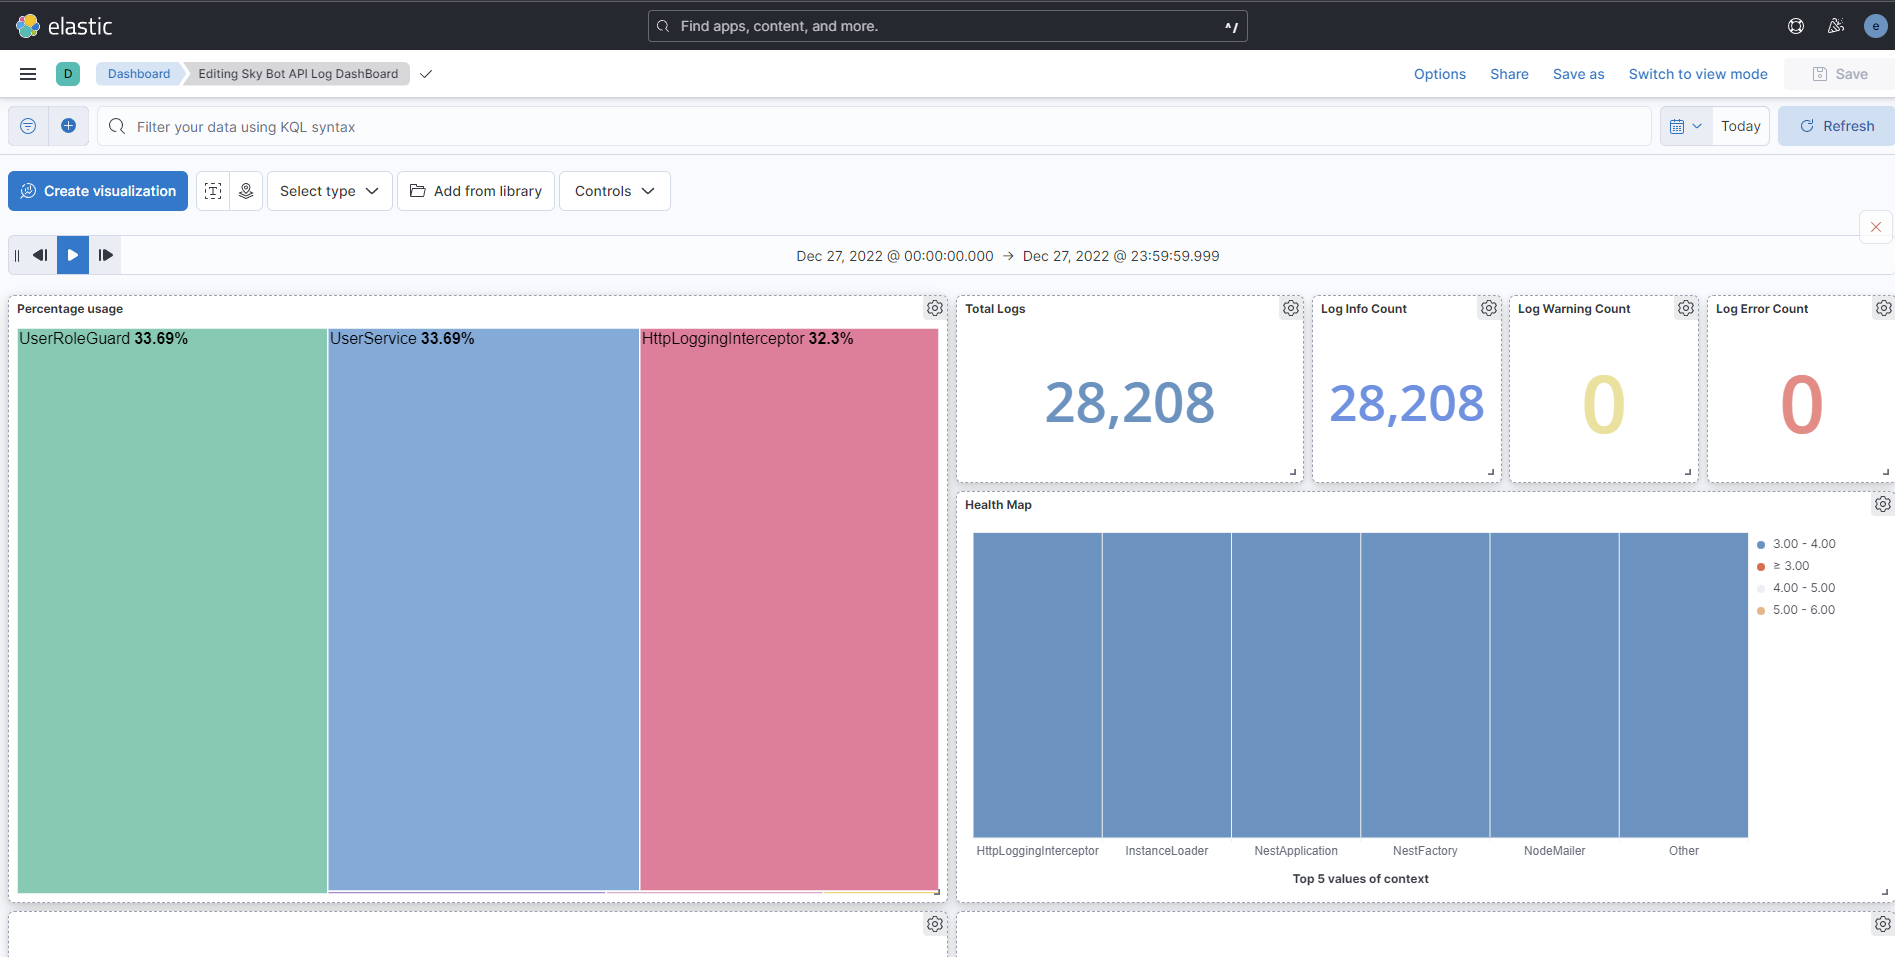 elastic
Find apps, content, and more.
^/
e
D
Dashboard
Editing Sky Bot API Log DashBoard
Options
Share
Save as
Switch to view mode
Save
Filter your data using KQL syntax
Today
Refresh
Create visualization
Select type
Add from library
Controls
Dec 27, 2022 @ 00:00:00.000 → Dec 27, 2022 @ 23:59:59.999
Percentage usage
UserRoleGuard 33.69%
UserService 33.69%
HttpLoggingInterceptor 32.3%
Total Logs
28,208
Log Info Count
28,208
Log Warning Count
0
Log Error Count
0
Health Map
3.00 - 4.00
≥ 3.00
4.00 - 5.00
5.00 - 6.00
HttpLoggingInterceptor
InstanceLoader
NestApplication
NestFactory
NodeMailer
Other
Top 5 values of context